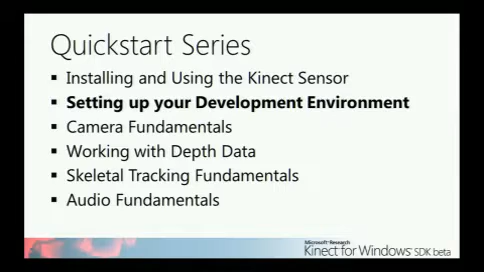 Quickstart Series
Installing and Using the Kinect Sensor
Setting up your Development Environment
Camera Fundamentals
Working with Depth Data
Skeletal Tracking Fundamentals
Audio Fundamentals
Microsoft Research
Kinect for Windows SDK beta